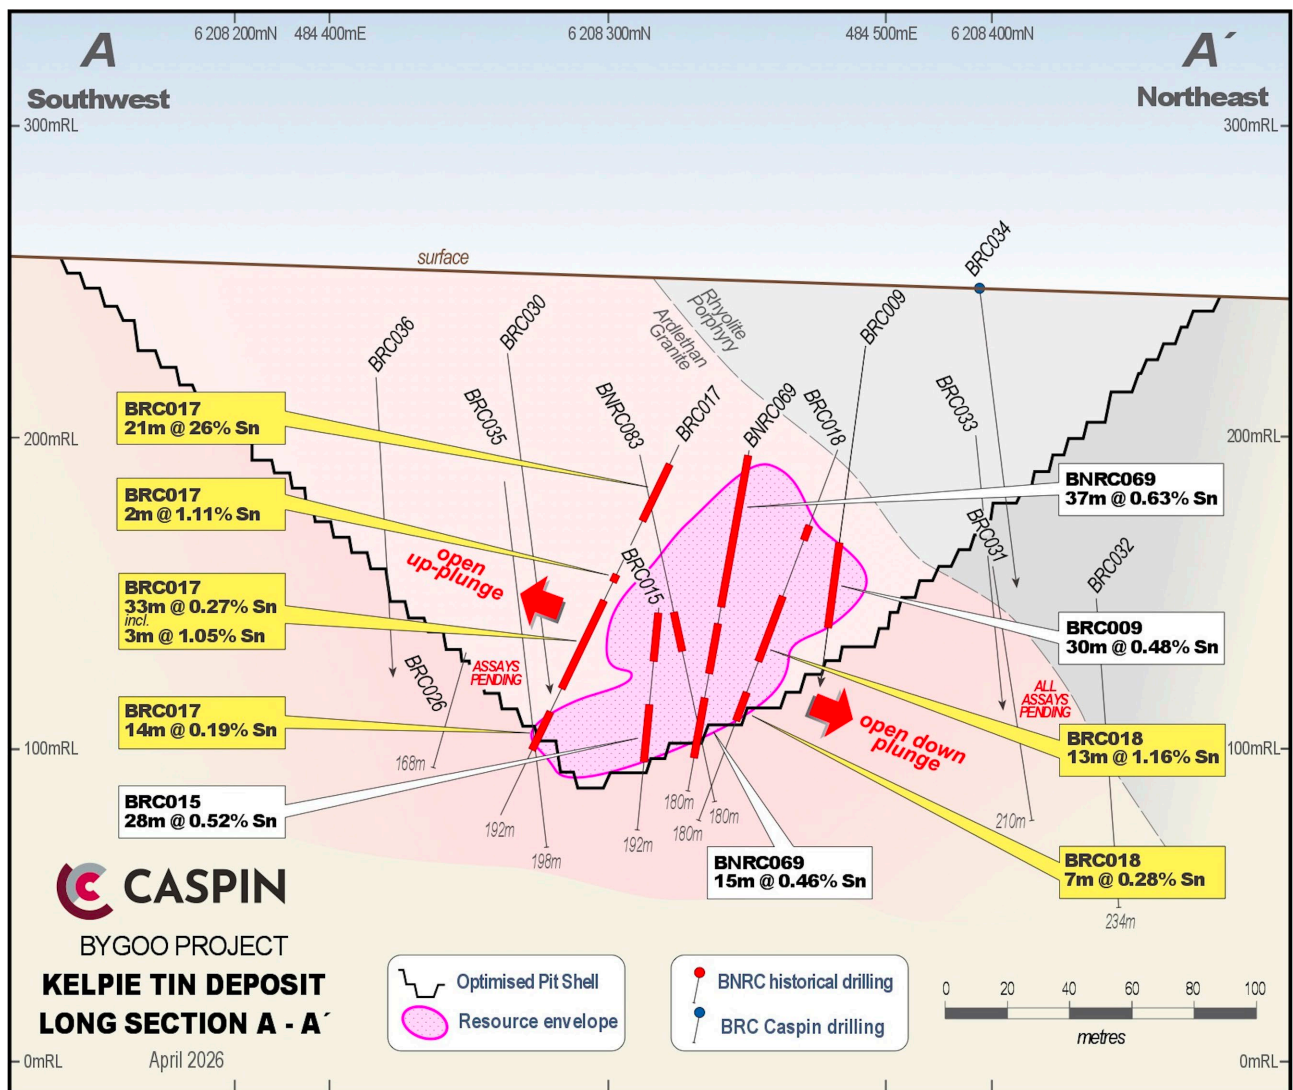 6 208 200mN
484 400mE
6 208 300mN
484 500mE
6 208 400mN
A
A´
Southwest
Northeast
300mRL
300mRL
BRC034
surface
Rhyolite
Porphyry
Ardlethan
Granite
BRC036
BRC030
BRC009
BRC035
BNRC083
BRC017
BNRC069
BRC018
BRC033
BRC017
21m @ 26% Sn
200mRL
200mRL
BNRC069
37m @ 0.63% Sn
BRC017
2m @ 1.11% Sn
BRC031
BRC032
open
up-plunge
BRC015
BRC017
33m @ 0.27% Sn
incl.
3m @ 1.05% Sn
BRC009
30m @ 0.48% Sn
BRC026
ASSAYS
PENDING
ALL
ASSAYS
PENDING
BRC017
14m @ 0.19% Sn
open down
plunge
BRC018
13m @ 1.16% Sn
100mRL
100mRL
168m
BRC015
28m @ 0.52% Sn
192m
198m
192m
180m
180m
180m
210m
BNRC069
15m @ 0.46% Sn
BRC018
7m @ 0.28% Sn
234m
CASPIN
BYGOO PROJECT
KELPIE TIN DEPOSIT
LONG SECTION A - A´
April 2026
Optimised Pit Shell
Resource envelope
BNRC historical drilling
BRC Caspin drilling
0 20 40 60 80 100
metres
0mRL
0mRL